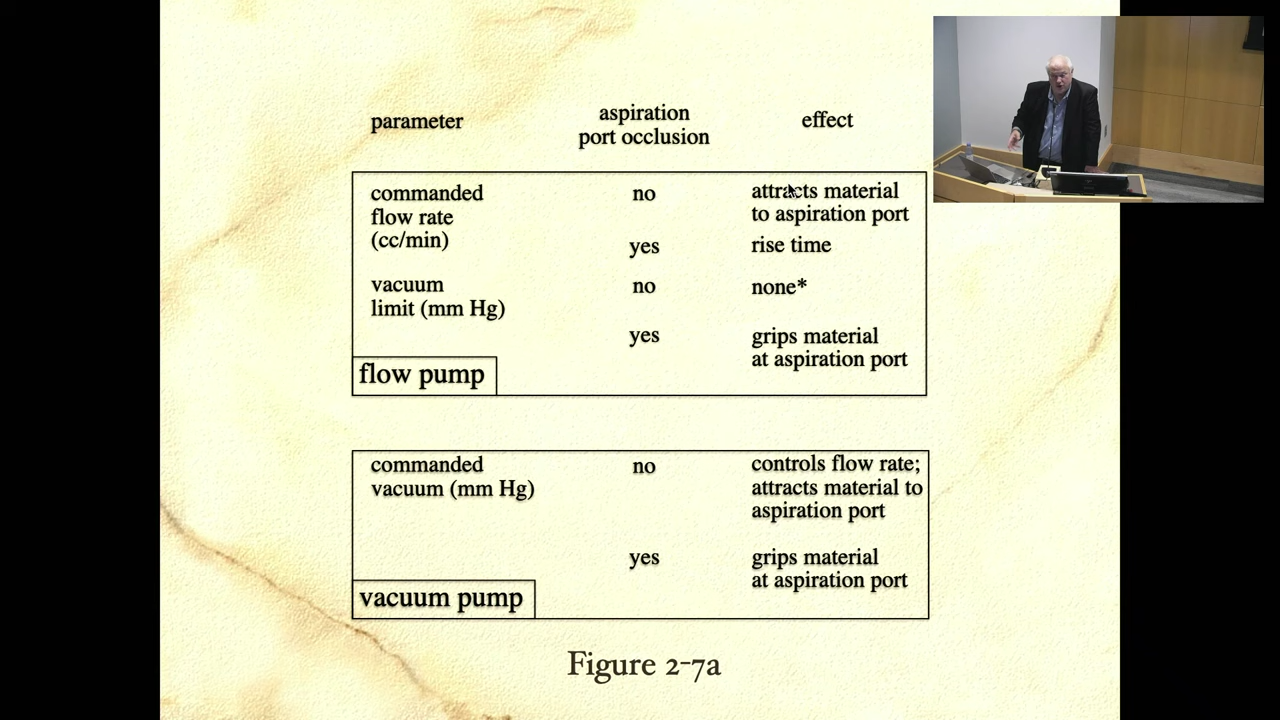 parameter
aspiration
port occlusion
effect
commanded
flow rate
(cc/min)
no
attracts material
to aspiration port
yes
rise time
vacuum
limit (mm Hg)
no
none*
yes
grips material
at aspiration port
flow pump
commanded
vacuum (mm Hg)
no
controls flow rate;
attracts material to
aspiration port
yes
grips material
at aspiration port
vacuum pump
Figure 2-7a